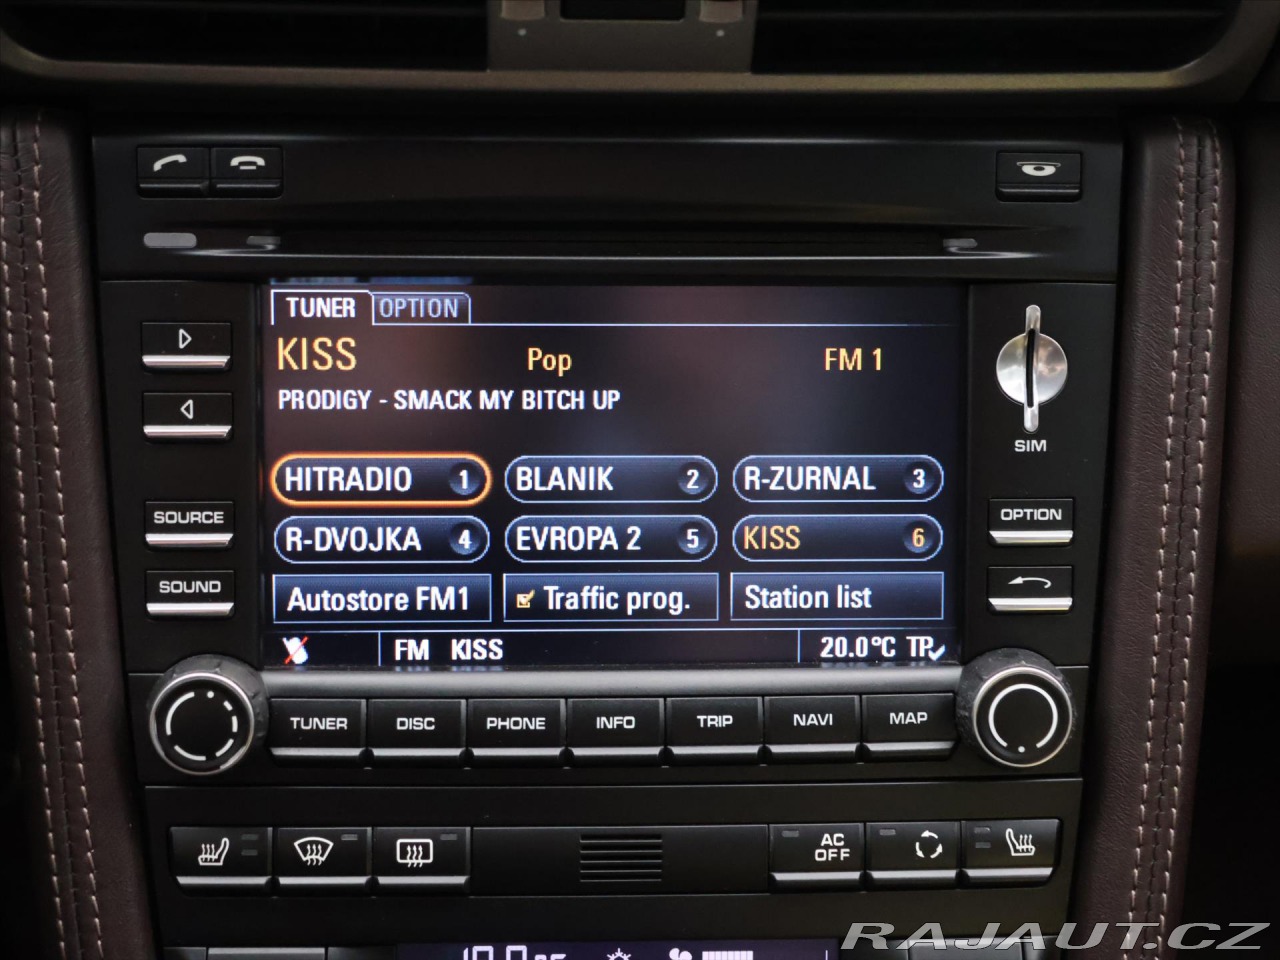 TUNER OPTION
KISS Pop FM 1
PRODIGY - SMACK MY BITCH UP
SIM
HITRADIO 1 BLANIK 2 R-ZURNAL 3
SOURCE R-DVOJKA 4 EVROPA 2 5 KISS 6 OPTION
SOUND Autostore FM1 Traffic prog. Station list
FM KISS 20.0°C TP
TUNER DISC PHONE INFO TRIP NAVI MAP
AC
OFF
RAJAUT.CZ